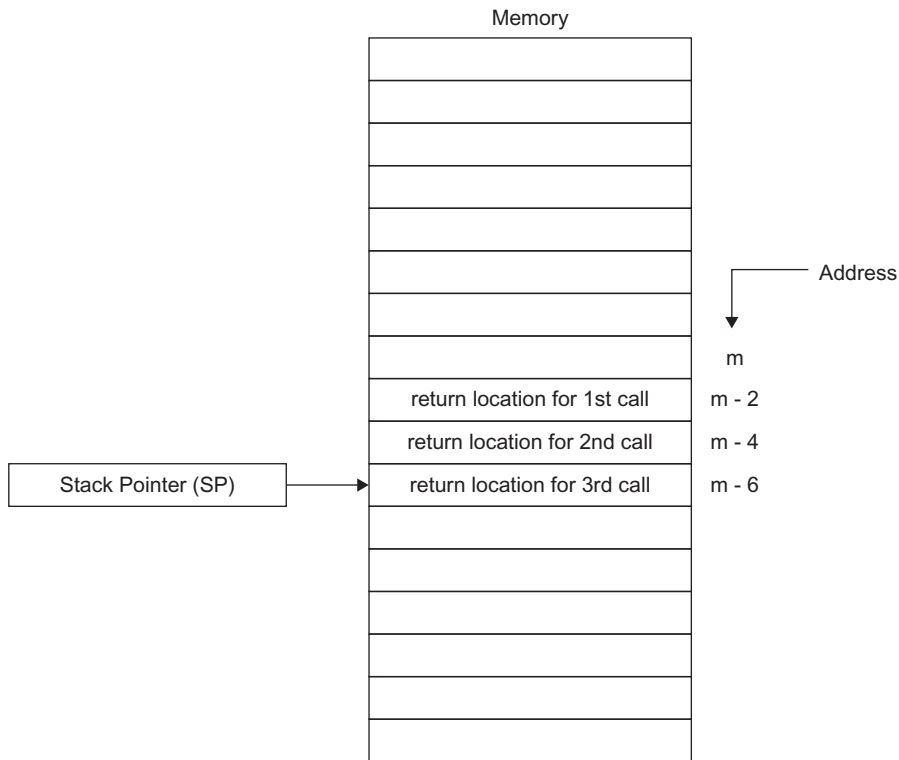 Memory
Address
m
return location for 1st call m - 2
return location for 2nd call m - 4
Stack Pointer (SP) return location for 3rd call m - 6